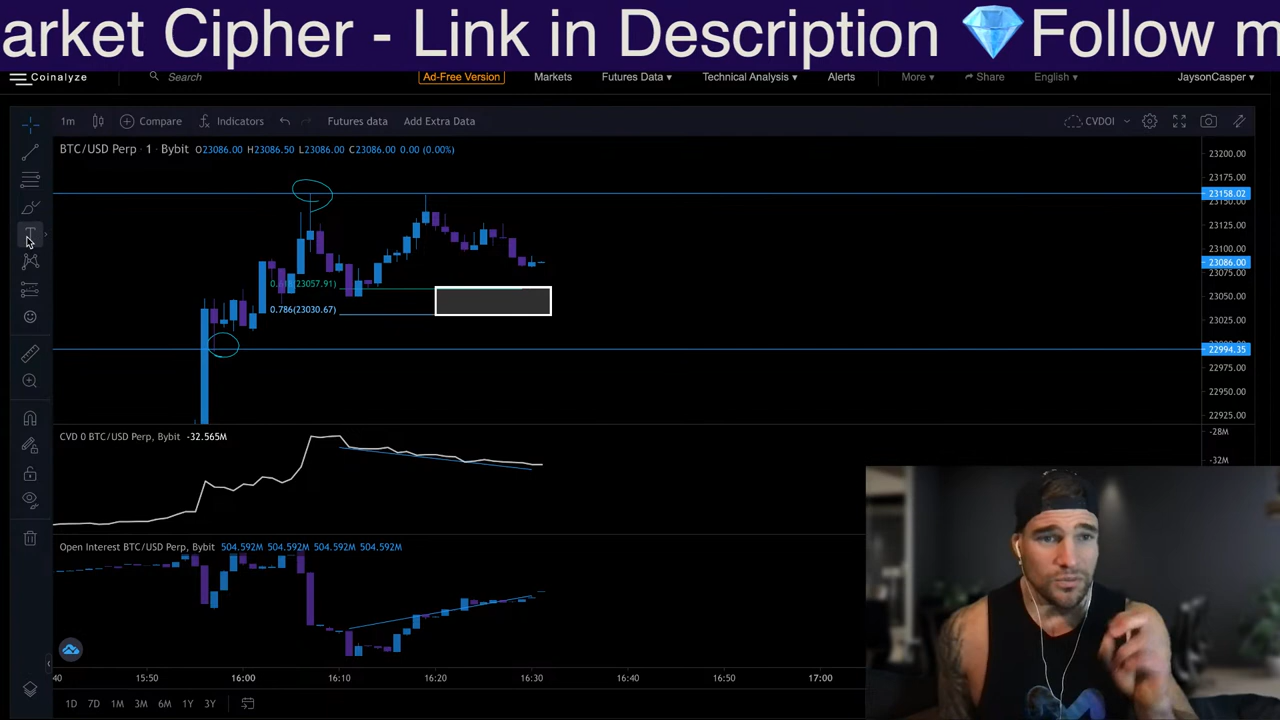 arket Cipher - Link in Description 💎Follow m
Coinalyze
Search
Ad-Free Version
Markets
Futures Data ▾
Technical Analysis ▾
Alerts
More ▾
Share
English ▾
JaysonCasper ▾
1m
Compare
Indicators
Futures data
Add Extra Data
CVDOI
BTC/USD Perp · 1 · Bybit O23086.00 H23086.50 L23086.00 C23086.00 0.00 (0.00%)
23200.00
23175.00
23158.02
23150.00
23125.00
23100.00
23086.00
23075.00
23050.00
23025.00
22994.35
22975.00
22950.00
22925.00
(23057.91)
0.786(23030.67)
CVD 0 BTC/USD Perp, Bybit -32.565M
-28M
-32M
Open Interest BTC/USD Perp, Bybit 504.592M 504.592M 504.592M 504.592M
:40 15:50 16:00 16:10 16:20 16:30 16:40 16:50 17:00
1D 7D 1M 3M 6M 1Y 3Y